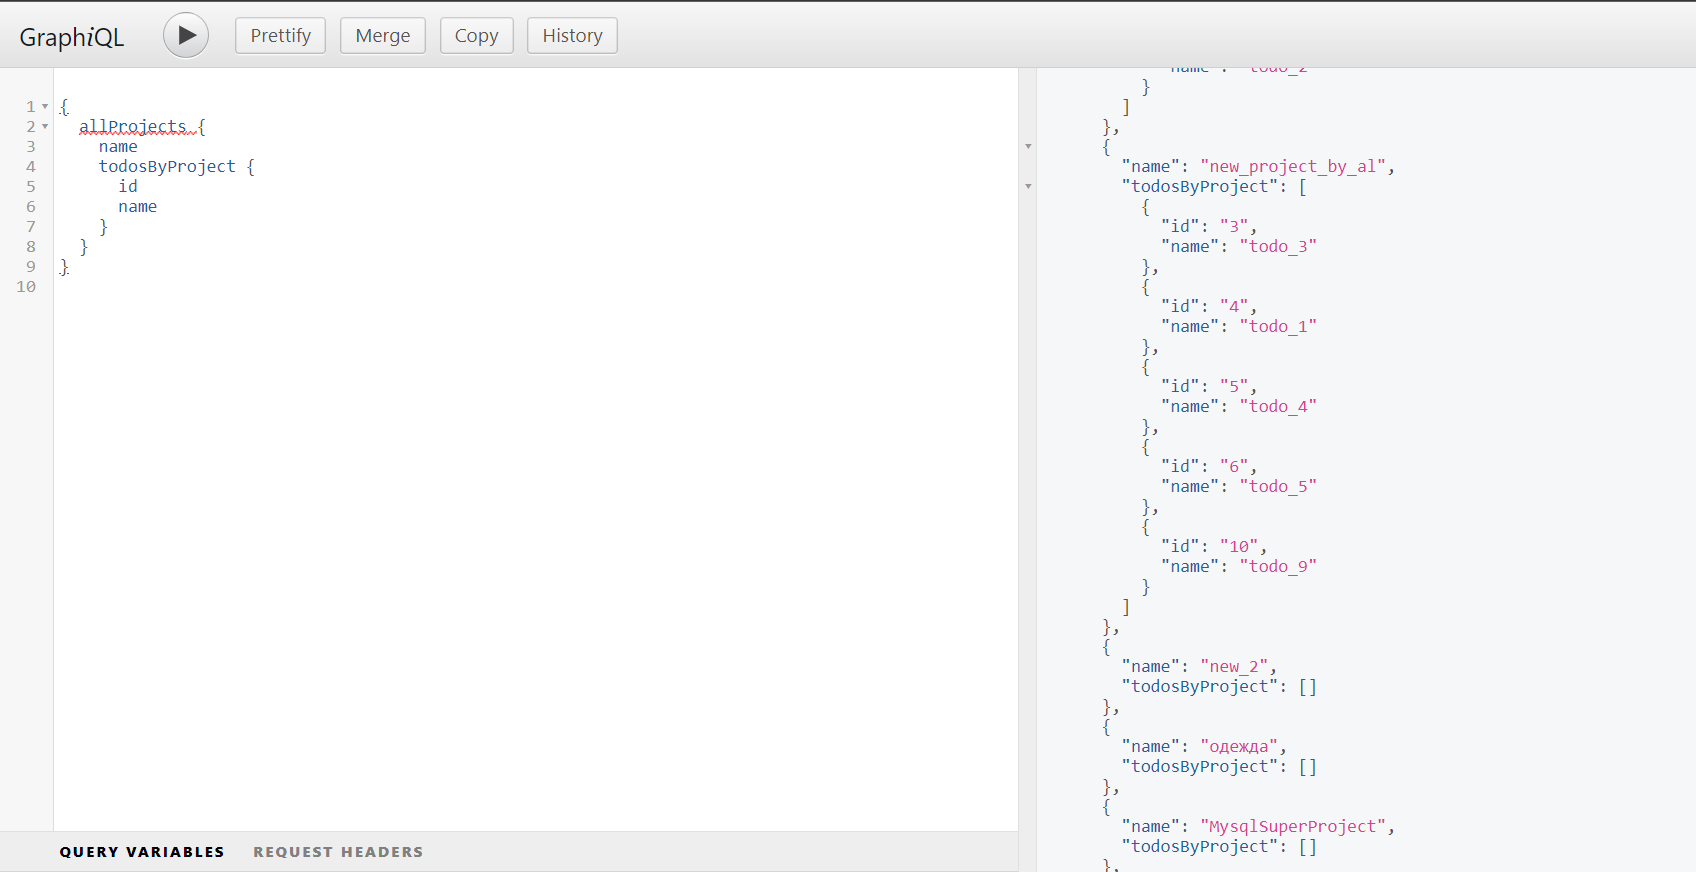 GraphiQL
Prettify
Merge
Copy
History
1 {
2 allProjects {
3 name
4 todosByProject {
5 id
6 name
7 }
8 }
9 }
10
QUERY VARIABLES
REQUEST HEADERS
"name": "todo_2"
}
]
},
{
"name": "new_project_by_al",
"todosByProject": [
{
"id": "3",
"name": "todo_3"
},
{
"id": "4",
"name": "todo_1"
},
{
"id": "5",
"name": "todo_4"
},
{
"id": "6",
"name": "todo_5"
},
{
"id": "10",
"name": "todo_9"
}
]
},
{
"name": "new_2",
"todosByProject": []
},
{
"name": "одежда",
"todosByProject": []
},
{
"name": "MysqlSuperProject",
"todosByProject": []
},